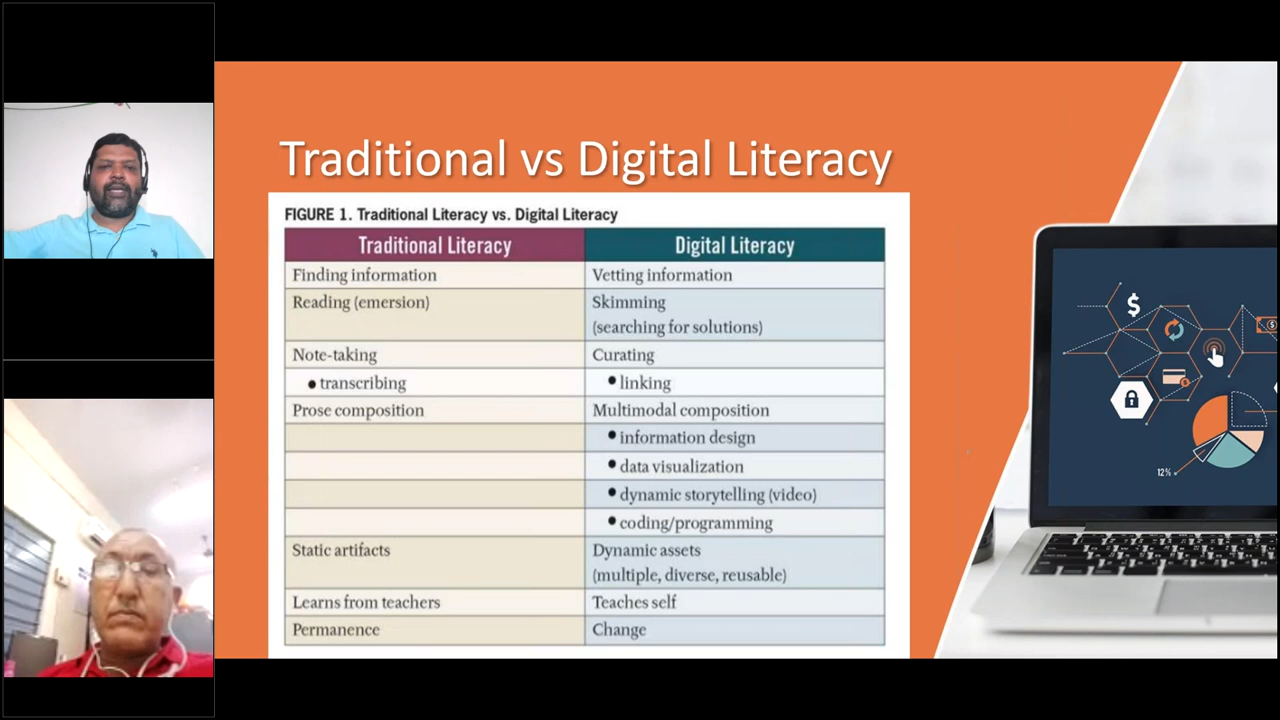 Traditional vs Digital Literacy
FIGURE 1. Traditional Literacy vs. Digital Literacy
Traditional Literacy Digital Literacy
Finding information Vetting information
Reading (emersion) Skimming
(searching for solutions)
Note-taking Curating
• transcribing • linking
Prose composition Multimodal composition
• information design
• data visualization
• dynamic storytelling (video)
• coding/programming
Static artifacts Dynamic assets
(multiple, diverse, reusable)
Learns from teachers Teaches self
Permanence Change
$
$
12%